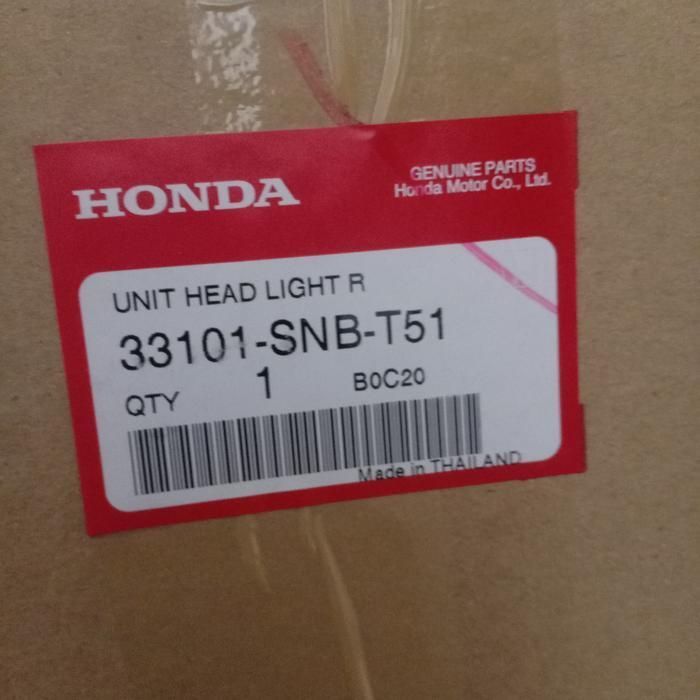 HONDA
GENUINE PARTS
Honda Motor Co., Ltd.
UNIT HEAD LIGHT R
33101-SNB-T51
QTY 1 B0C20
Made in THAILAND